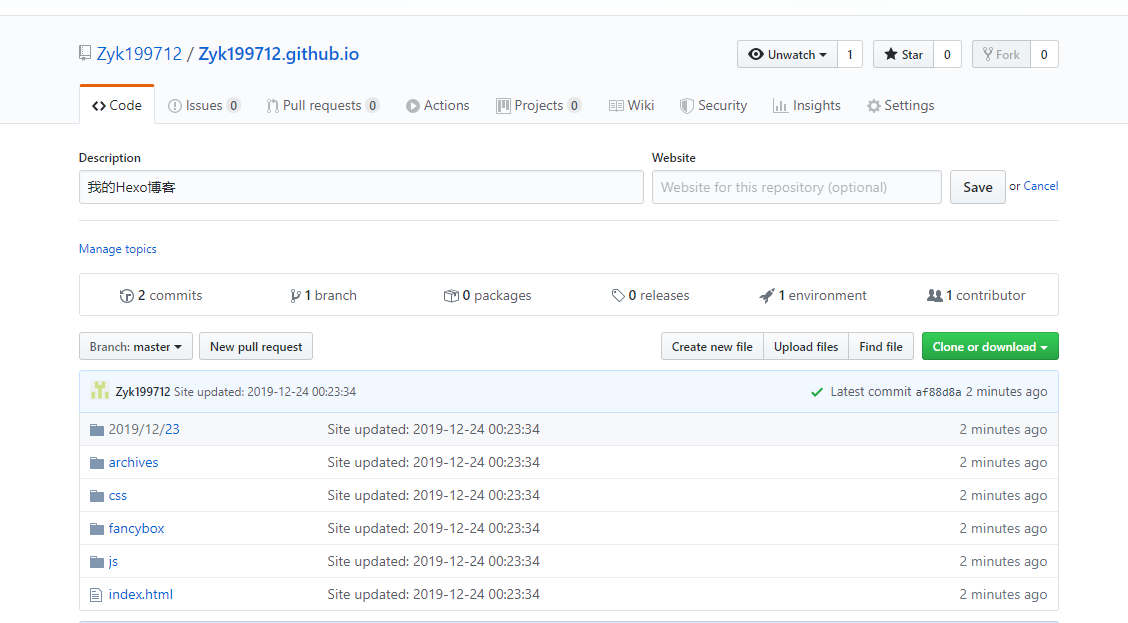 Zyk199712 / Zyk199712.github.io
Unwatch 1 Star 0 Fork 0
Code Issues 0 Pull requests 0 Actions Projects 0 Wiki Security Insights Settings
Description Website
我的Hexo博客 Website for this repository (optional) Save or Cancel
Manage topics
2 commits 1 branch 0 packages 0 releases 1 environment 1 contributor
Branch: master New pull request Create new file Upload files Find file Clone or download
Zyk199712 Site updated: 2019-12-24 00:23:34 Latest commit af88d8a 2 minutes ago
2019/12/23 Site updated: 2019-12-24 00:23:34 2 minutes ago
archives Site updated: 2019-12-24 00:23:34 2 minutes ago
css Site updated: 2019-12-24 00:23:34 2 minutes ago
fancybox Site updated: 2019-12-24 00:23:34 2 minutes ago
js Site updated: 2019-12-24 00:23:34 2 minutes ago
index.html Site updated: 2019-12-24 00:23:34 2 minutes ago